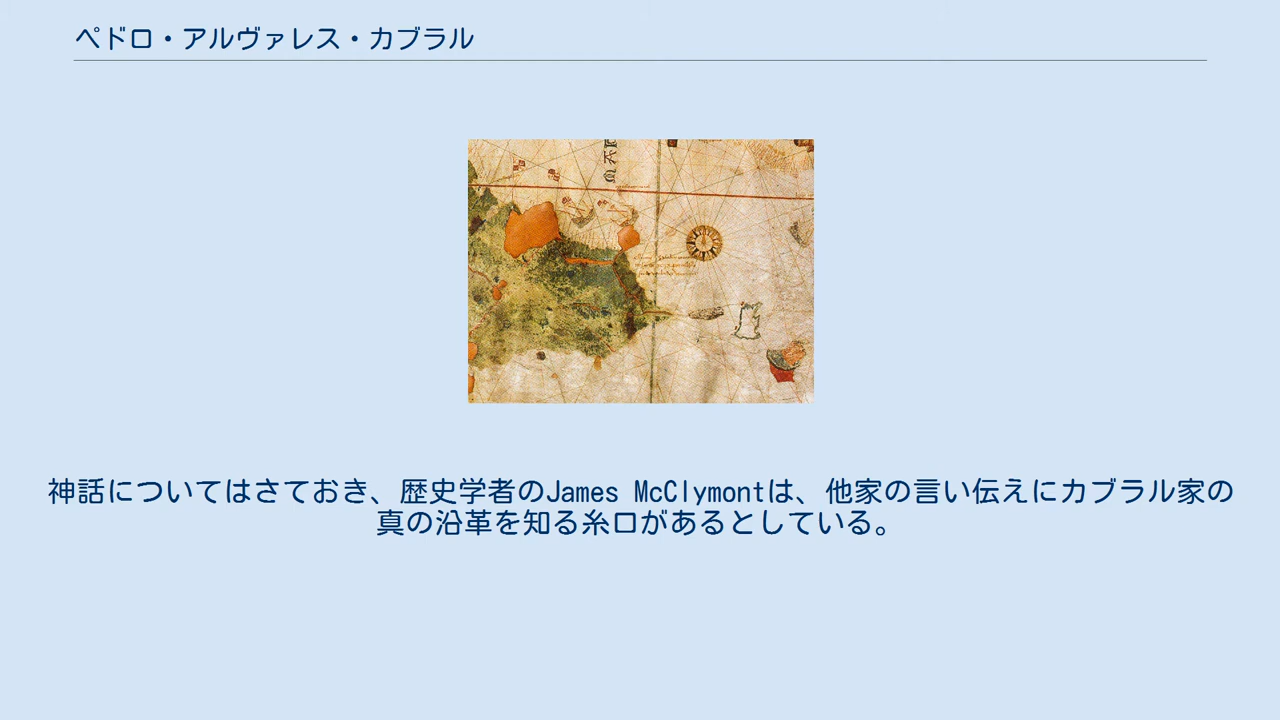 ペドロ・アルヴァレス・カブラル
神話についてはさておき、歴史学者のJames McClymontは、他家の言い伝えにカブラル家の
真の沿革を知る糸口があるとしている。